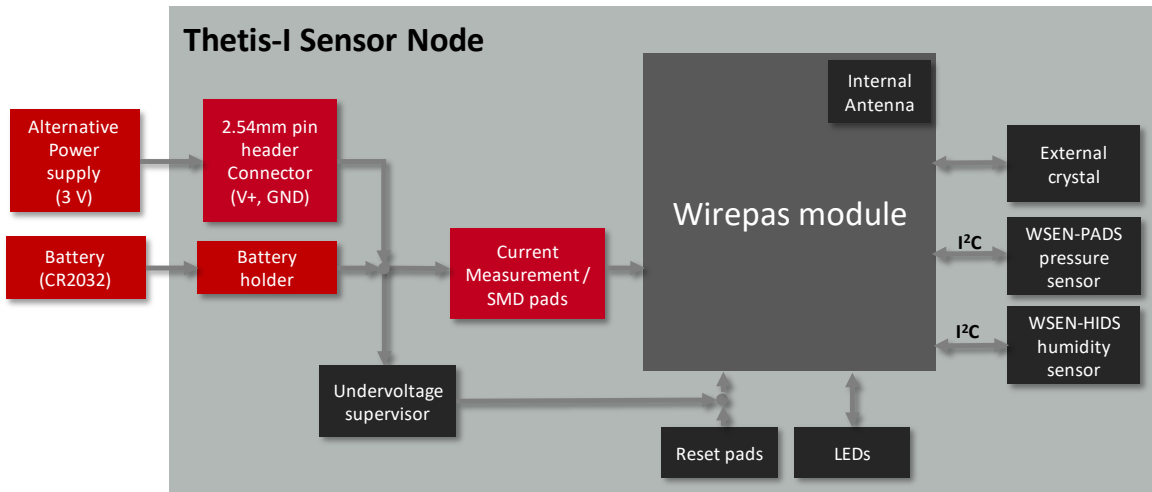 Thetis-I Sensor Node
Internal
Antenna
Alternative
Power
supply
(3 V)
2.54mm pin
header
Connector
(V+, GND)
External
crystal
Wirepas module
Battery
(CR2032)
Battery
holder
Current
Measurement /
SMD pads
I²C
WSEN-PADS
pressure
sensor
I²C
WSEN-HIDS
humidity
sensor
Undervoltage
supervisor
Reset pads
LEDs